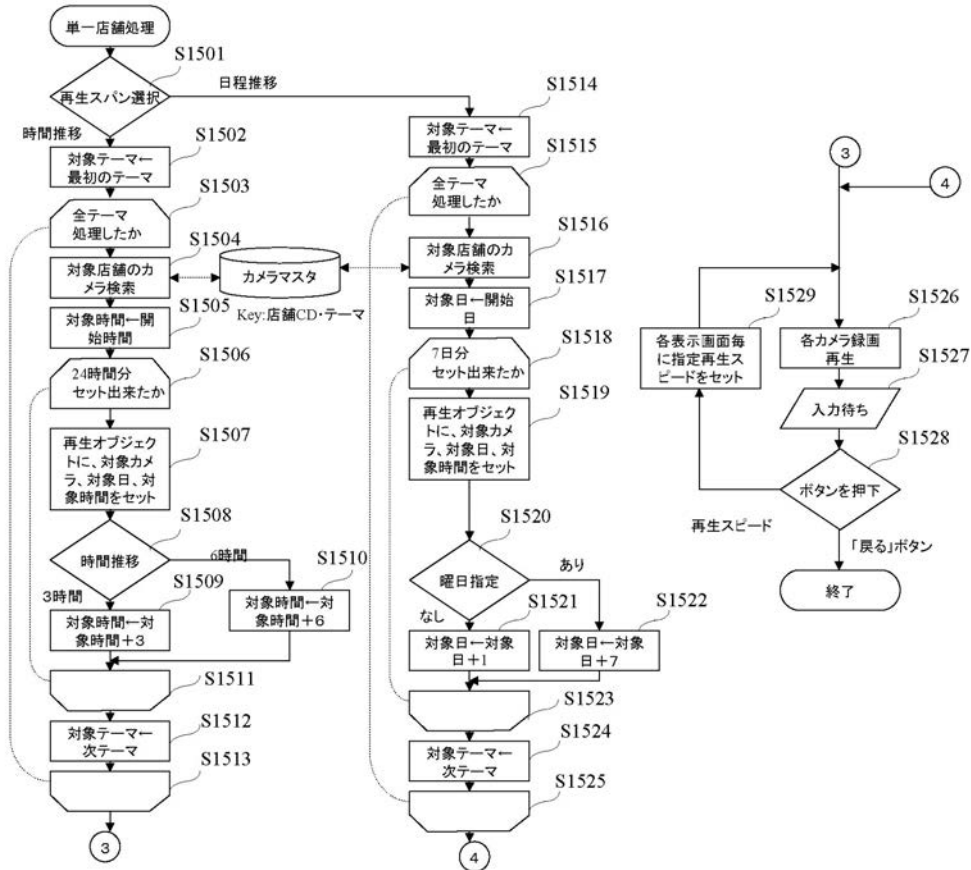 単一店舗処理
S1501
再生スパン選択
日程推移
時間推移
S1502
対象テーマ←
最初のテーマ
S1503
全テーマ
処理したか
S1504
対象店舗のカ
メラ検索
カメラマスタ
Key:店舗CD・テーマ
S1505
対象時間←開
始時間
S1506
24時間分
セット出来たか
S1507
再生オブジェク
トに、対象カメ
ラ、対象日、対
象時間をセット
S1508
時間推移
6時間
3時間
S1509
対象時間←対
象時間+3
S1510
対象時間←対
象時間+6
S1511
S1512
対象テーマ←
次テーマ
S1513
3
S1514
対象テーマ←
最初のテーマ
S1515
全テーマ
処理したか
S1516
対象店舗のカ
メラ検索
S1517
対象日←開始
日
S1518
7日分
セット出来たか
S1519
再生オブジェク
トに、対象カメ
ラ、対象日、対
象時間をセット
S1520
曜日指定
あり
なし
S1521
対象日←対象
日+1
S1522
対象日←対象
日+7
S1523
S1524
対象テーマ←
次テーマ
S1525
4
3
4
S1526
各カメラ録画
再生
S1527
入力待ち
S1528
ボタンを押下
S1529
各表示画面毎
に指定再生ス
ピードをセット
再生スピード
「戻る」ボタン
終了